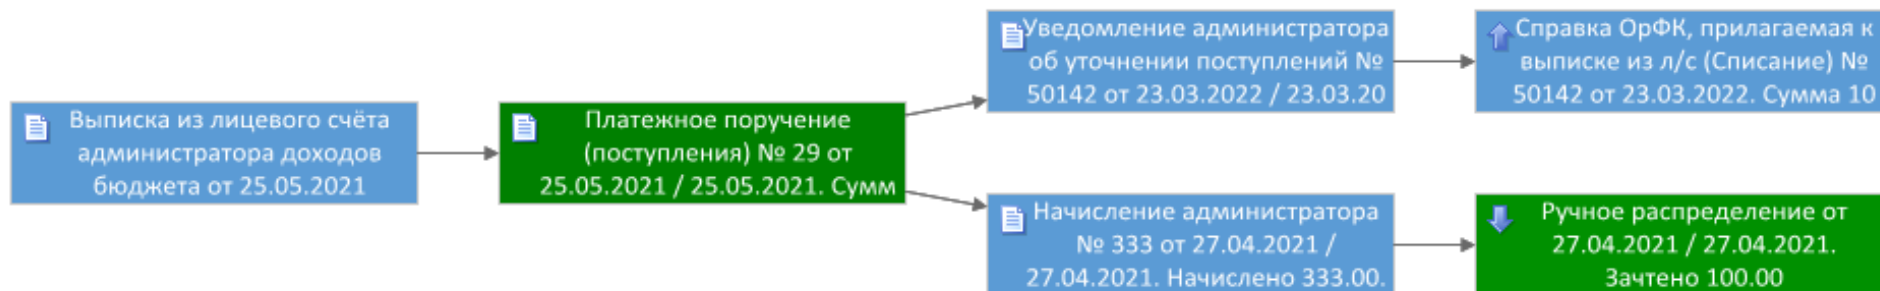 Выписка из лицевого счёта
администратора доходов
бюджета от 25.05.2021
Платежное поручение
(поступления) № 29 от
25.05.2021 / 25.05.2021. Сумм
Уведомление администратора
об уточнении поступлений №
50142 от 23.03.2022 / 23.03.20
Справка ОрФК, прилагаемая к
выписке из л/с (Списание) №
50142 от 23.03.2022. Сумма 10
Начисление администратора
№ 333 от 27.04.2021 /
27.04.2021. Начислено 333.00.
Ручное распределение от
27.04.2021 / 27.04.2021.
Зачтено 100.00